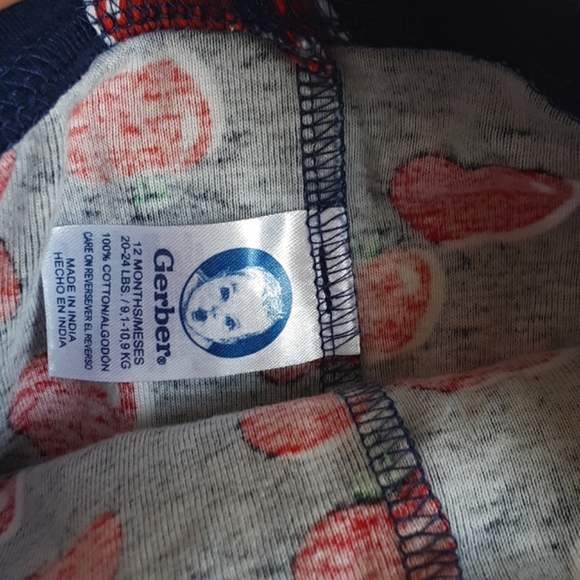 Gerber®
12 MONTHS/MESES
20-24 LBS. / 9,1-10,9 KG
100% COTTON/ALGODÓN
CARE ON REVERSE/VER EL REVERSO
MADE IN INDIA
HECHO EN INDIA